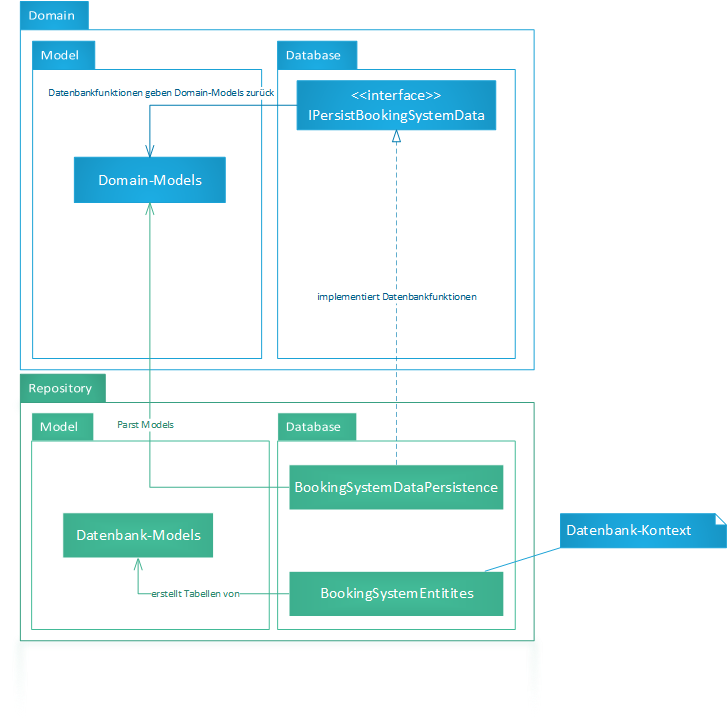 Domain
Model
Database
Datenbankfunktionen geben Domain-Models zurück
<<interface>>
IPersistBookingSystemData
Domain-Models
implementiert Datenbankfunktionen
Repository
Model
Parst Models
Database
BookingSystemDataPersistence
Datenbank-Models
Datenbank-Kontext
erstellt Tabellen von
BookingSystemEntitites